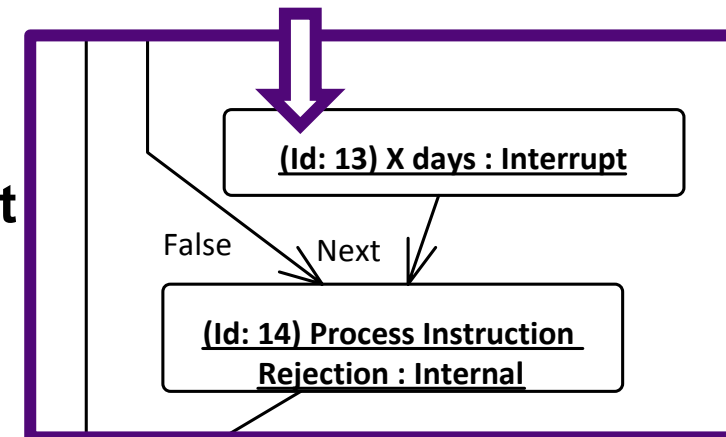 (Id: 13) X days : Interrupt
t
False
Next
(Id: 14) Process Instruction
Rejection : Internal